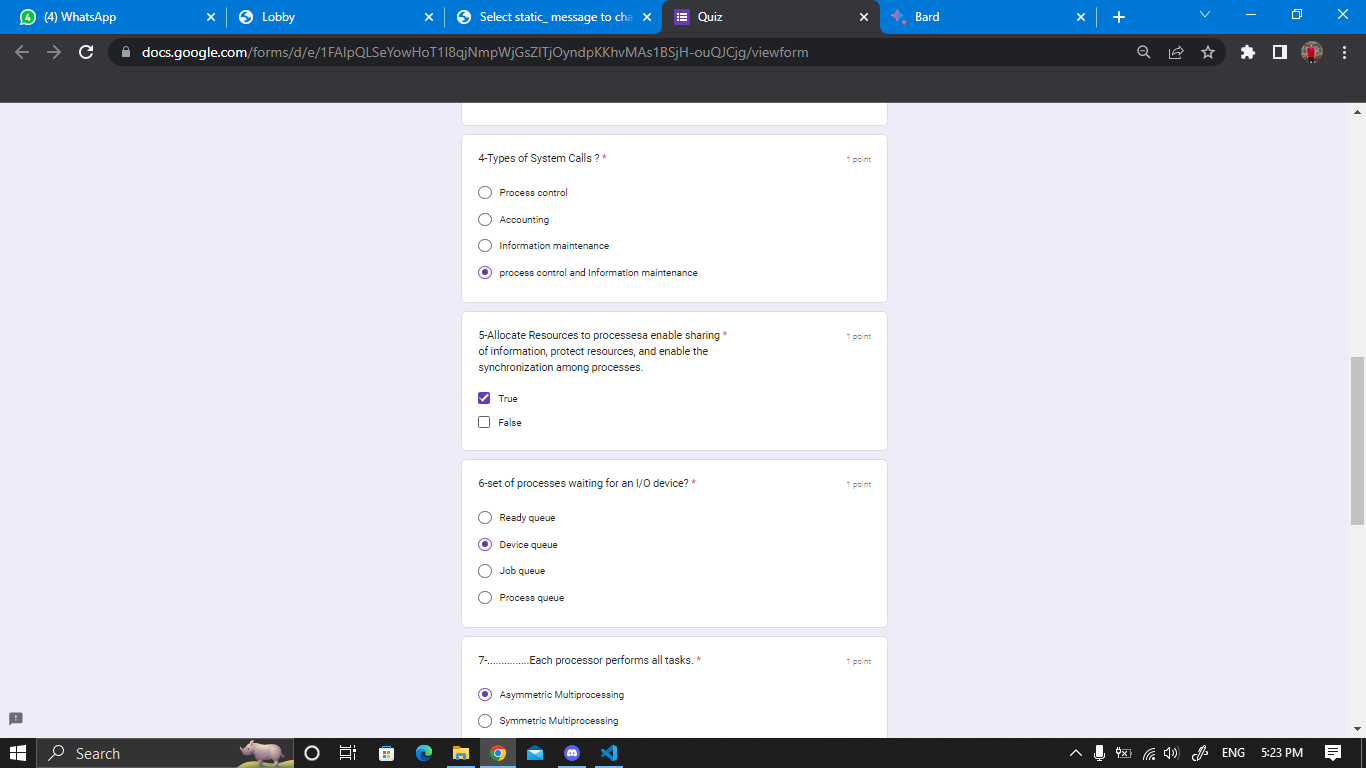 (4) WhatsApp
Lobby
Select static_ message to cha
Quiz
Bard
docs.google.com/forms/d/e/1FAIpQLSeYowHoT1I8qjNmpWjGsZITjOyndpKKhvMAs1BSjH-ouQJCjg/viewform
4-Types of System Calls ? *
1 point
Process control
Accounting
Information maintenance
process control and Information maintenance
5-Allocate Resources to processesa enable sharing *
1 point
of information, protect resources, and enable the
synchronization among processes.
True
False
6-set of processes waiting for an I/O device? *
1 point
Ready queue
Device queue
Job queue
Process queue
7-...............Each processor performs all tasks. *
1 point
Asymmetric Multiprocessing
Symmetric Multiprocessing
Search
ENG
5:23 PM